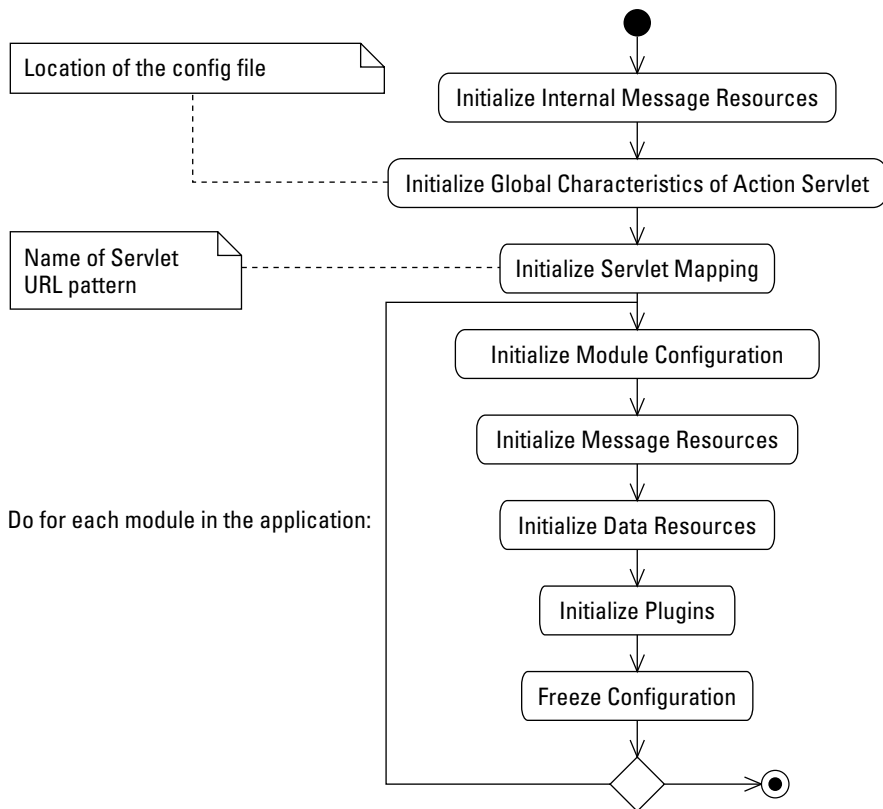 Location of the config file
Initialize Internal Message Resources
Initialize Global Characteristics of Action Servlet
Name of Servlet
URL pattern
Initialize Servlet Mapping
Initialize Module Configuration
Initialize Message Resources
Do for each module in the application:
Initialize Data Resources
Initialize Plugins
Freeze Configuration